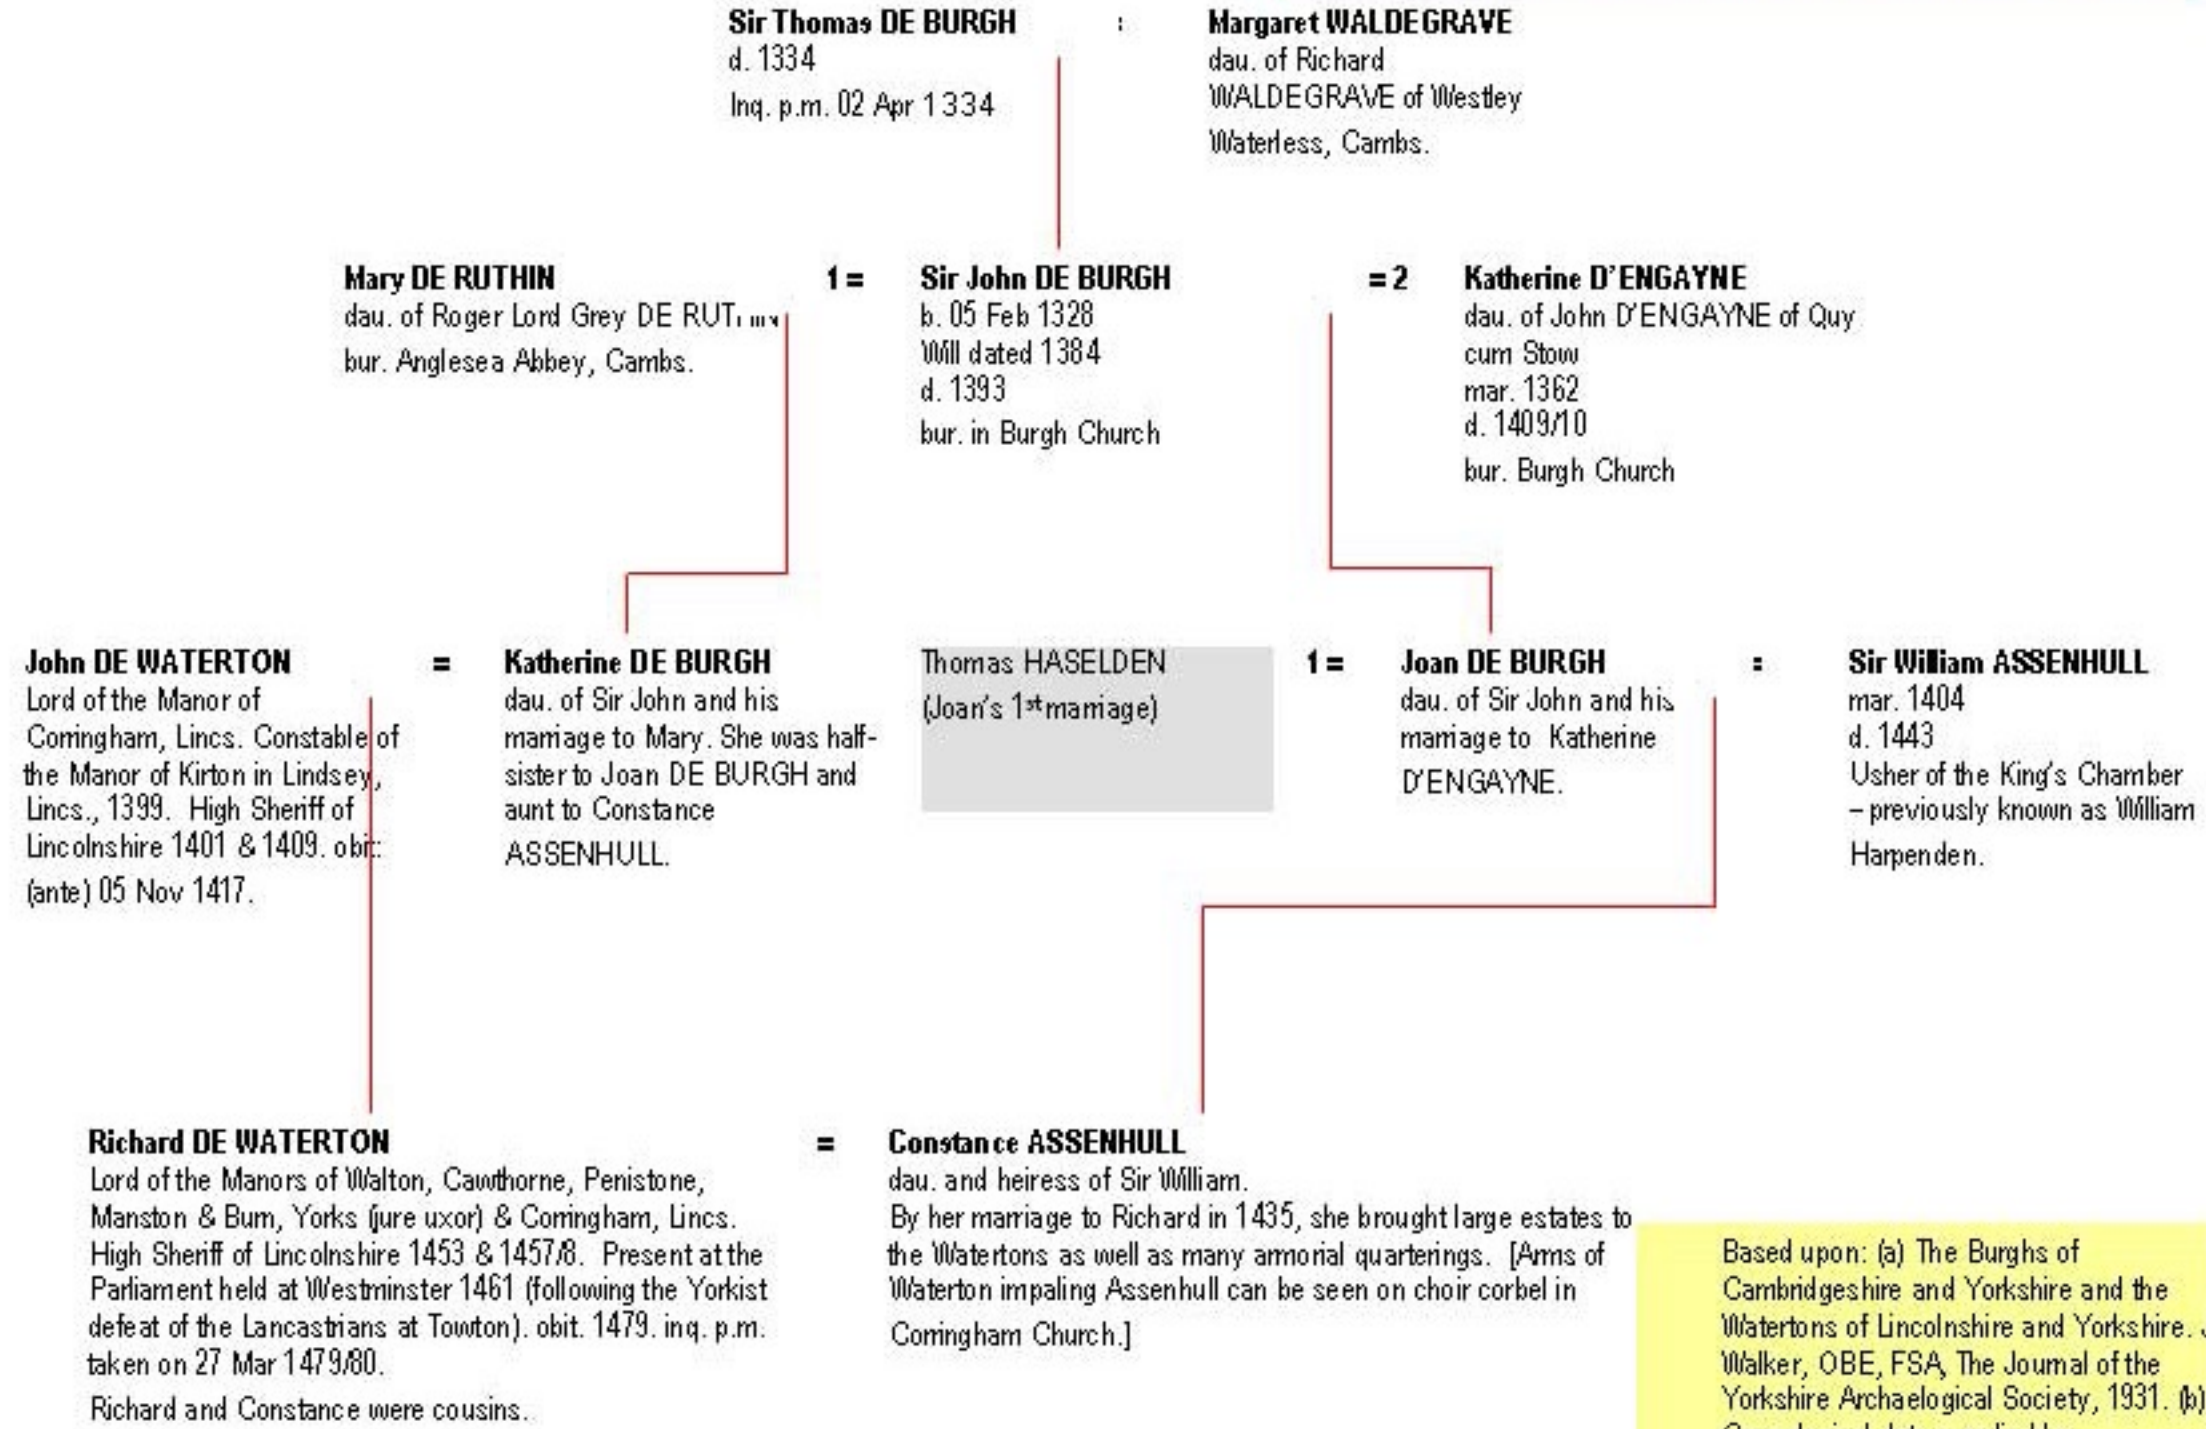 Sir Thomas DE BURGH : Margaret WALDEGRAVE
d. 1334
Inq. p.m. 02 Apr 1334
dau. of Richard
WALDEGRAVE of Westley
Waterless, Cambs.
Mary DE RUTHIN 1 = Sir John DE BURGH = 2 Katherine D'ENGAYNE
dau. of Roger Lord Grey DE
bur. Anglesea Abbey, Cambs.
b. 05 Feb 1328
Will dated 1384
d. 1393
bur. in Burgh Church
dau. of John D'ENGAYNE of Quy
cum Stow
mar. 1362
d. 1409/10
bur. Burgh Church
John DE WATERTON = Katherine DE BURGH
Lord of the Manor of
Corringham, Lincs. Constable of
the Manor of Kirton in Lindsey,
Lincs., 1399. High Sheriff of
Lincolnshire 1401 & 1409. obit:
(ante) 05 Nov 1417.
dau. of Sir John and his
marriage to Mary. She was half-
sister to Joan DE BURGH and
aunt to Constance
ASSENHULL.
Thomas HASELDEN 1 = Joan DE BURGH : Sir William ASSENHULL
(Joan's 1st marriage)
dau. of Sir John and his
marriage to Katherine
D'ENGAYNE.
mar. 1404
d. 1443
Usher of the King's Chamber
– previously known as William
Harpenden.
Richard DE WATERTON = Constance ASSENHULL
Lord of the Manors of Walton, Cawthorne, Penistone,
Manston & Burn, Yorks (jure uxor) & Corringham, Lincs.
High Sheriff of Lincolnshire 1453 & 1457/8. Present at the
Parliament held at Westminster 1461 (following the Yorkist
defeat of the Lancastrians at Towton). obit. 1479. inq. p.m.
taken on 27 Mar 1479/80.
Richard and Constance were cousins.
dau. and heiress of Sir William.
By her marriage to Richard in 1435, she brought large estates to
the Watertons as well as many armorial quarterings. [Arms of
Waterton impaling Assenhull can be seen on choir corbel in
Corringham Church.]
Based upon: (a) The Burghs of
Cambridgeshire and Yorkshire and the
Watertons of Lincolnshire and Yorkshire.
Walker, OBE, FSA, The Journal of the
Yorkshire Archaelogical Society, 1931. (b)